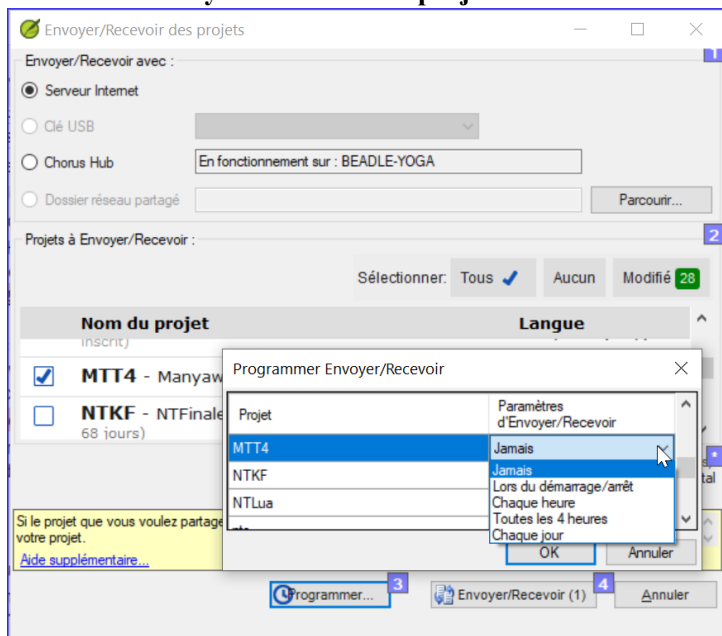 Envoyer/Recevoir des projets
Envoyer/Recevoir avec :
1
Serveur Internet
Clé USB
Chorus Hub En fonctionnement sur : BEADLE-YOGA
Dossier réseau partagé Parcourir...
Projets à Envoyer/Recevoir :
2
Sélectionner: Tous Aucun Modifié 28
Nom du projet Langue
inscrit)
MTT4 - Manyaw
NTKF - NTFinale
68 jours)
Programmer Envoyer/Recevoir
Projet Paramètres d'Envoyer/Recevoir
MTT4 Jamais
NTKF
NTLua
Jamais
Lors du démarrage/arrêt
Chaque heure
Toutes les 4 heures
Chaque jour
OK Annuler
*
tal
Si le projet que vous voulez partage
votre projet.
Aide supplémentaire...
Programmer... 3 Envoyer/Recevoir (1) 4 Annuler